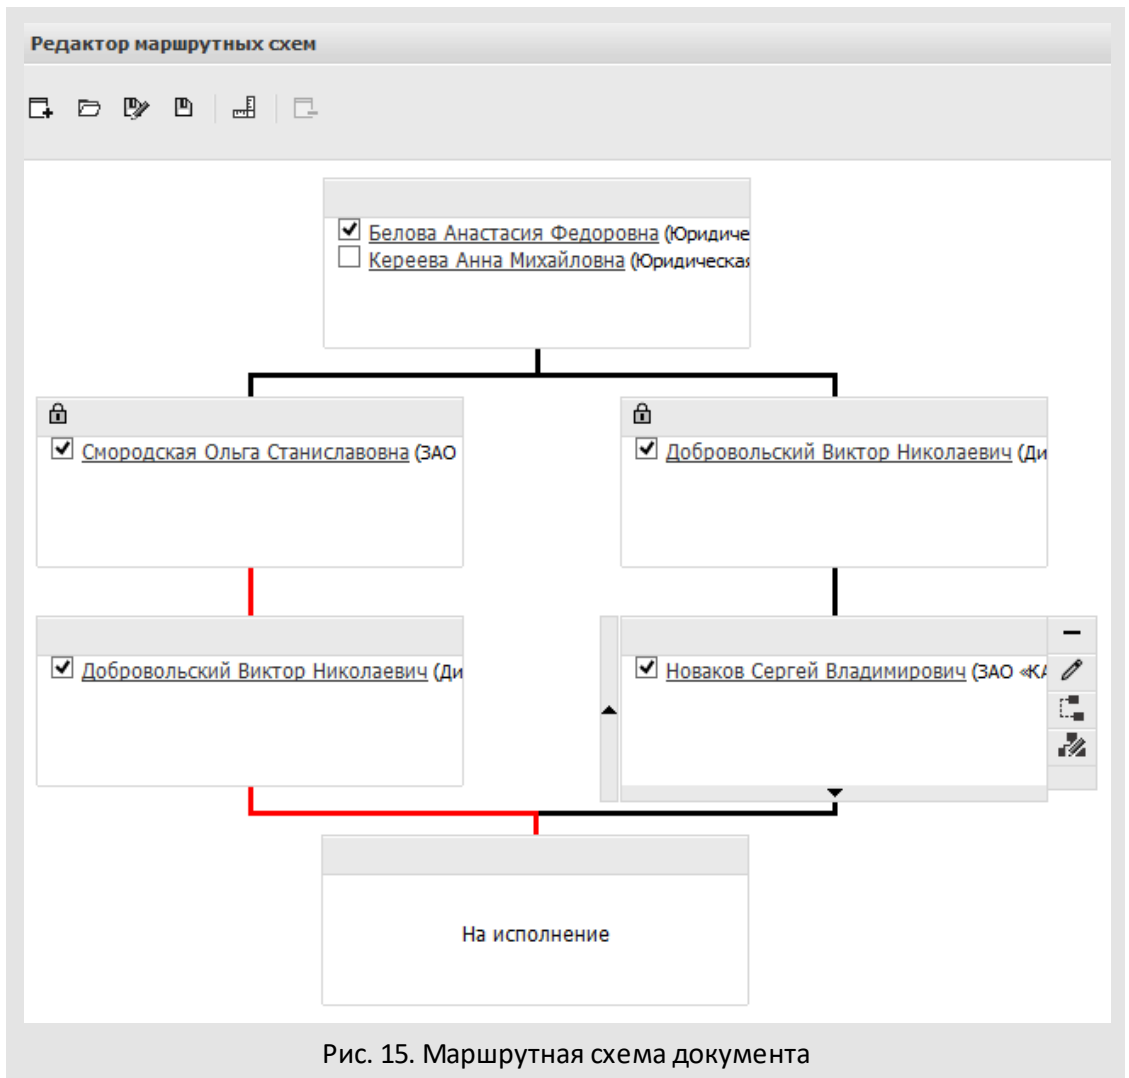 Редактор маршрутных схем
Белова Анастасия Федоровна (Юридиче
Кереева Анна Михайловна (Юридическая
Смородская Ольга Станиславовна (ЗАО
Добровольский Виктор Николаевич (Ди
Добровольский Виктор Николаевич (Ди
Новаков Сергей Владимирович (ЗАО «КА
На исполнение
Рис. 15. Маршрутная схема документа